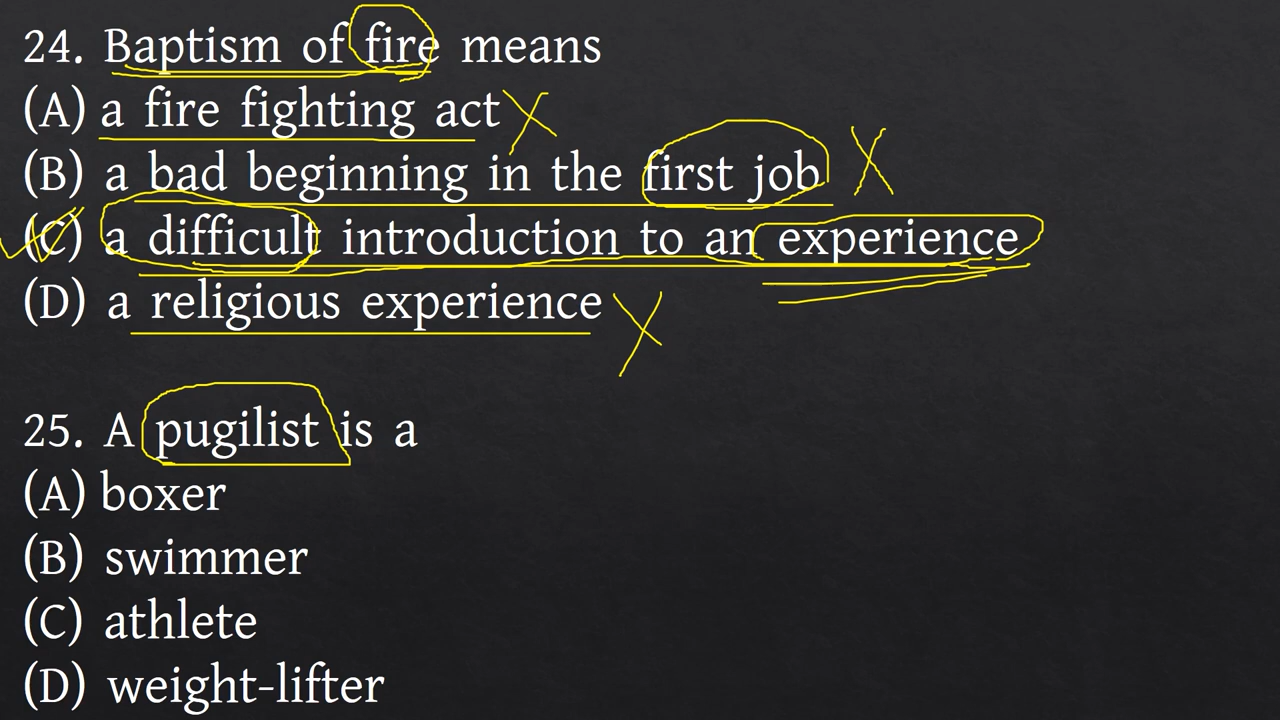 24. Baptism of fire means
(A) a fire fighting act
(B) a bad beginning in the first job
(C) a difficult introduction to an experience
(D) a religious experience
25. A pugilist is a
(A) boxer
(B) swimmer
(C) athlete
(D) weight-lifter